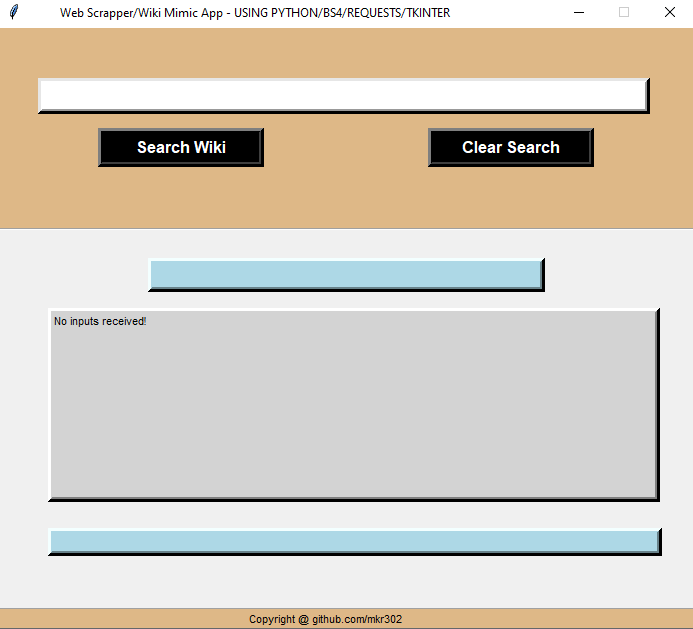 Web Scrapper/Wiki Mimic App - USING PYTHON/BS4/REQUESTS/TKINTER
Search Wiki
Clear Search
No inputs received!
Copyright @ github.com/mkr302